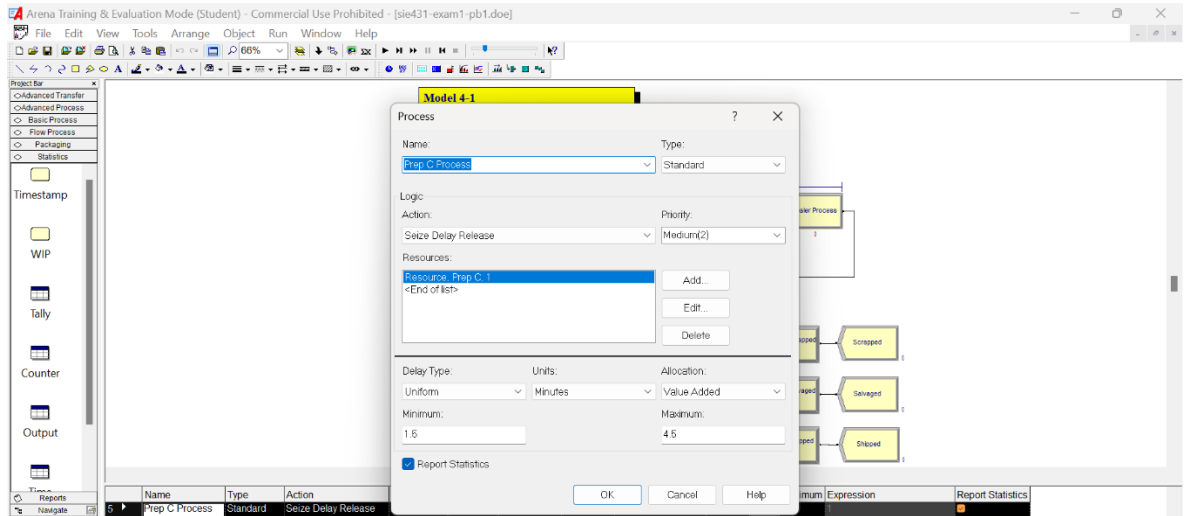 Arena Training & Evaluation Mode (Student) - Commercial Use Prohibited - [sie431-exam1-pb1.doe]
File Edit View Tools Arrange Object Run Window Help
66%
Project Bar
Advanced Transfer
Advanced Process
Basic Process
Flow Process
Packaging
Statistics
Timestamp
WIP
Tally
Counter
Output
Reports
Navigate
Model 4-1
Process
Name:
Type:
Prep C Process
Standard
Logic
Action:
Priority:
Seize Delay Release
Medium(2)
Resources:
Resource, Prep C, 1
<End of list>
Add...
Edit...
Delete
Delay Type:
Units:
Allocation:
Uniform
Minutes
Value Added
Minimum:
Maximum:
1.5
4.5
Report Statistics
OK
Cancel
Help
aler Process
Scrapped
Salvaged
Shipped
Name Type Action
imum Expression Report Statistics
5 Prep C Process Standard Seize Delay Release
1